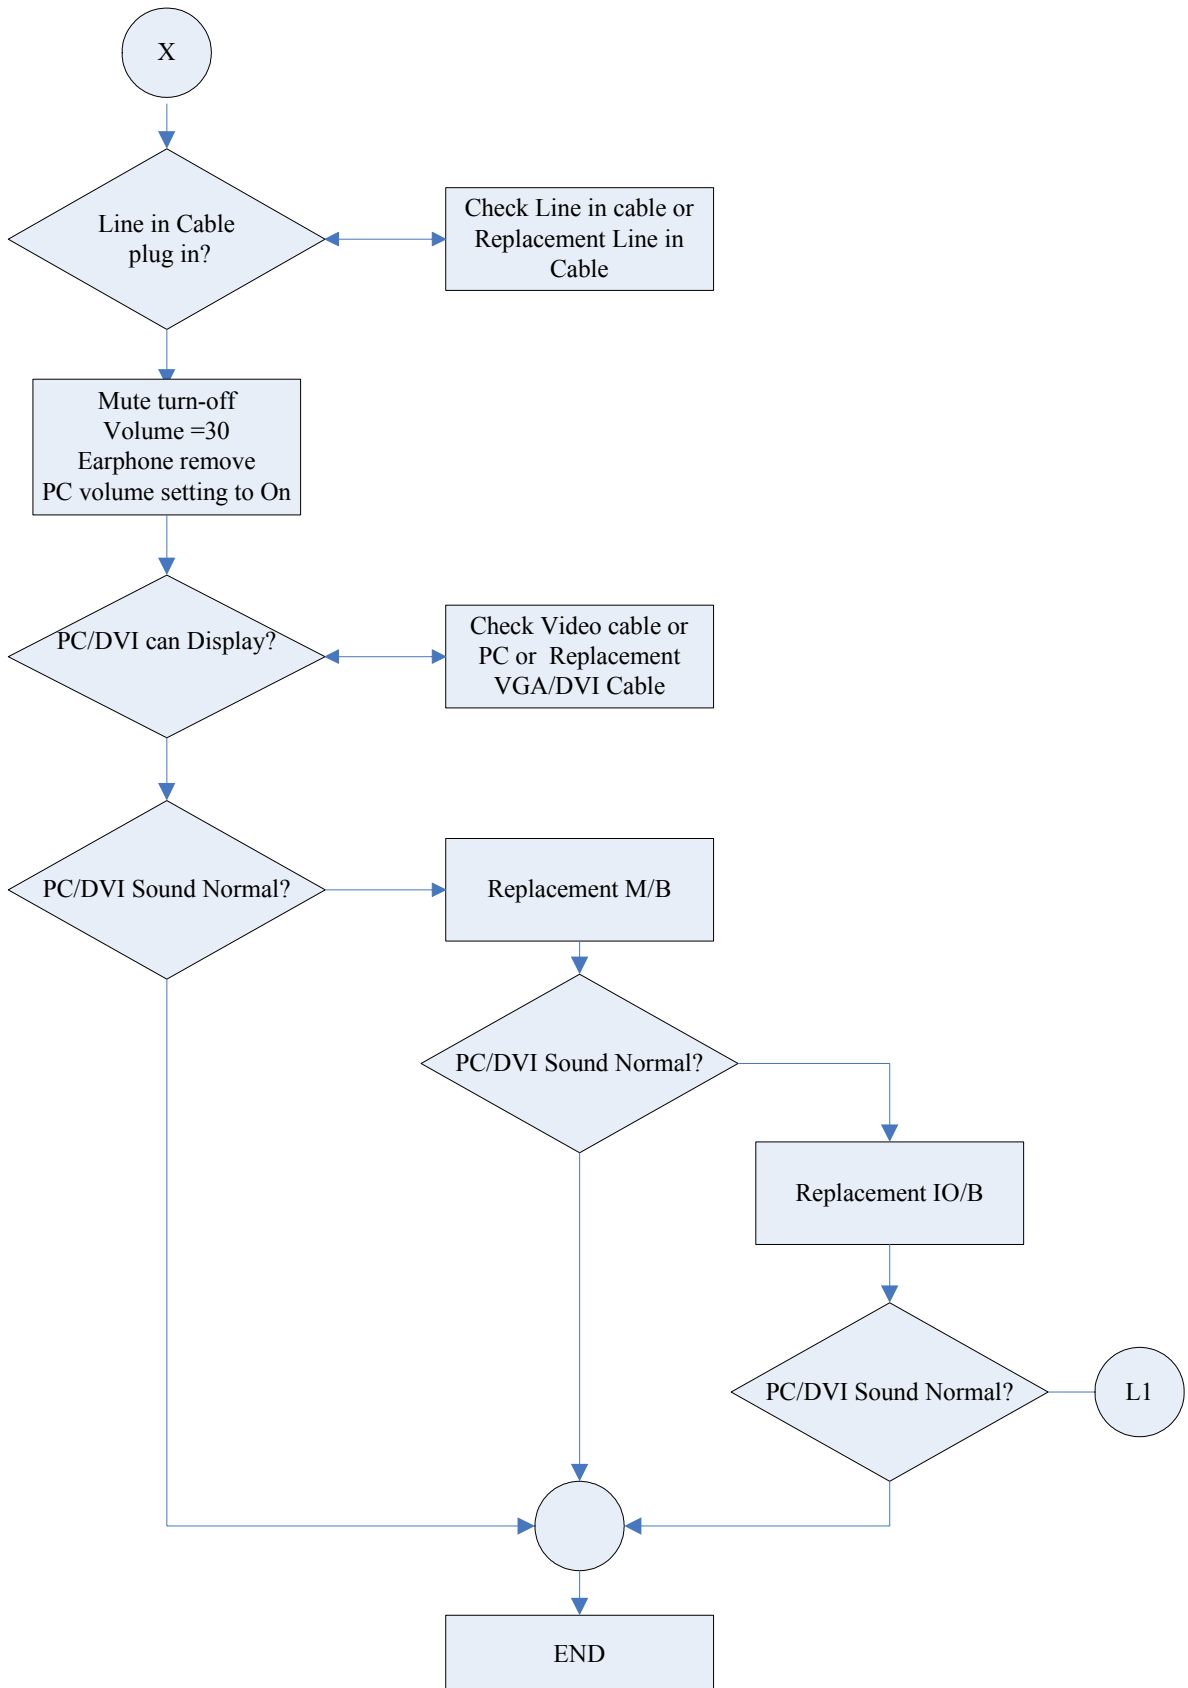 X
Line in Cable
plug in?
Check Line in cable or
Replacement Line in
Cable
Mute turn-off
Volume =30
Earphone remove
PC volume setting to On
PC/DVI can Display?
Check Video cable or
PC or Replacement
VGA/DVI Cable
PC/DVI Sound Normal?
Replacement M/B
PC/DVI Sound Normal?
Replacement IO/B
PC/DVI Sound Normal?
L1
END